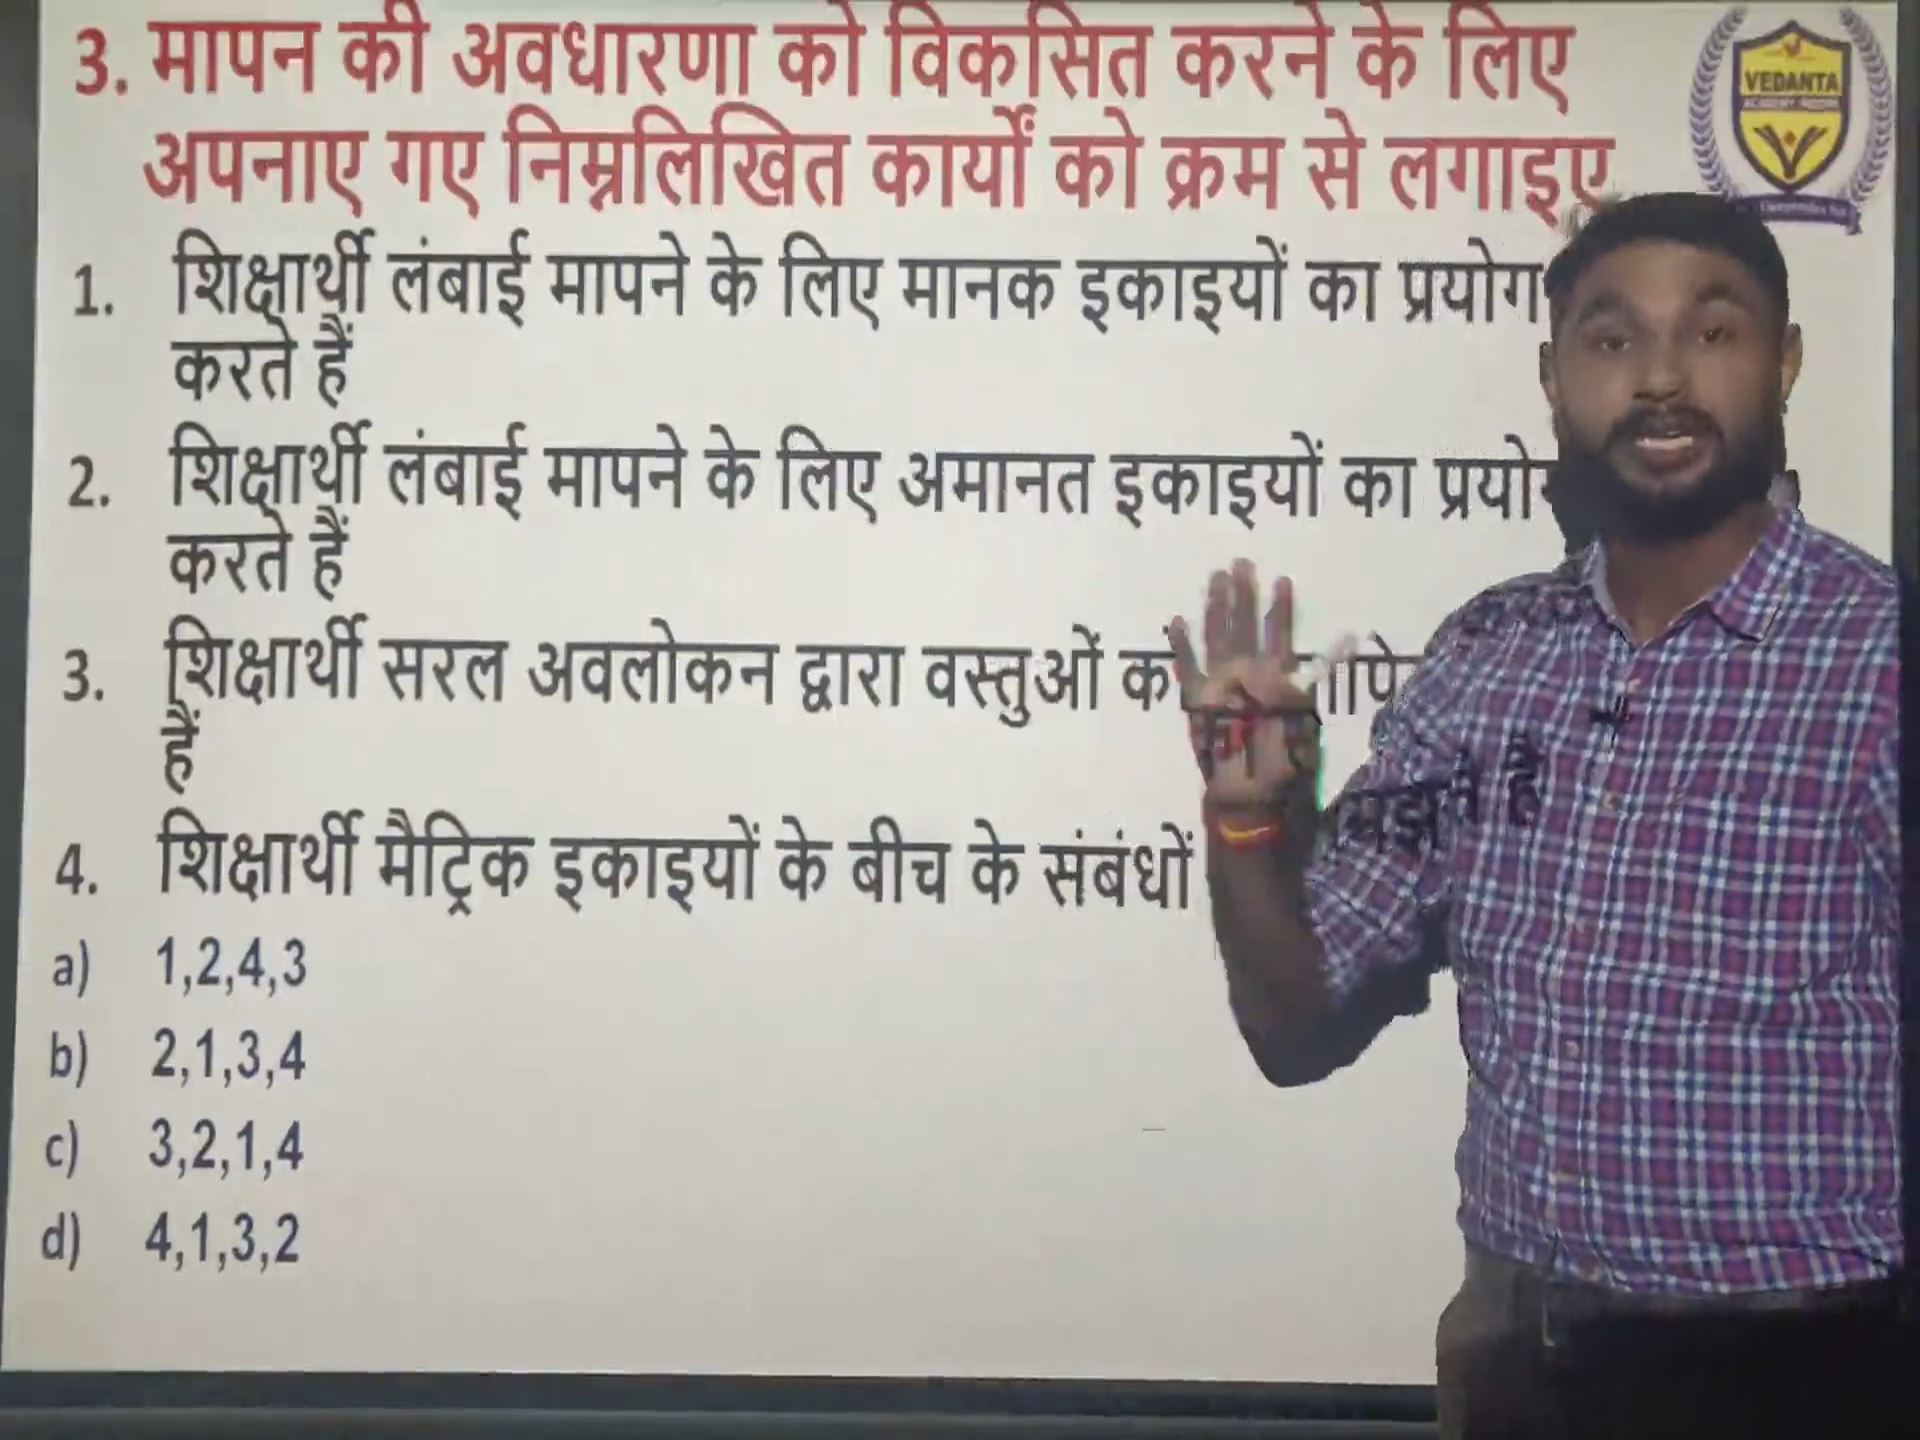 3. मापन की अवधारणा को विकसित करने के लिए
अपनाए गए निम्नलिखित कार्यों को क्रम से लगाइए
VEDANTA
1. शिक्षार्थी लंबाई मापने के लिए मानक इकाइयों का प्रयोग
करते हैं
2. शिक्षार्थी लंबाई मापने के लिए अमानत इकाइयों का
करते हैं
3. शिक्षार्थी सरल अवलोकन द्वारा वस्तुओं
हैं
4. शिक्षार्थी मैट्रिक इकाइयों के बीच के संबंधों
a) 1,2,4,3
b) 2,1,3,4
c) 3,2,1,4
d) 4,1,3,2